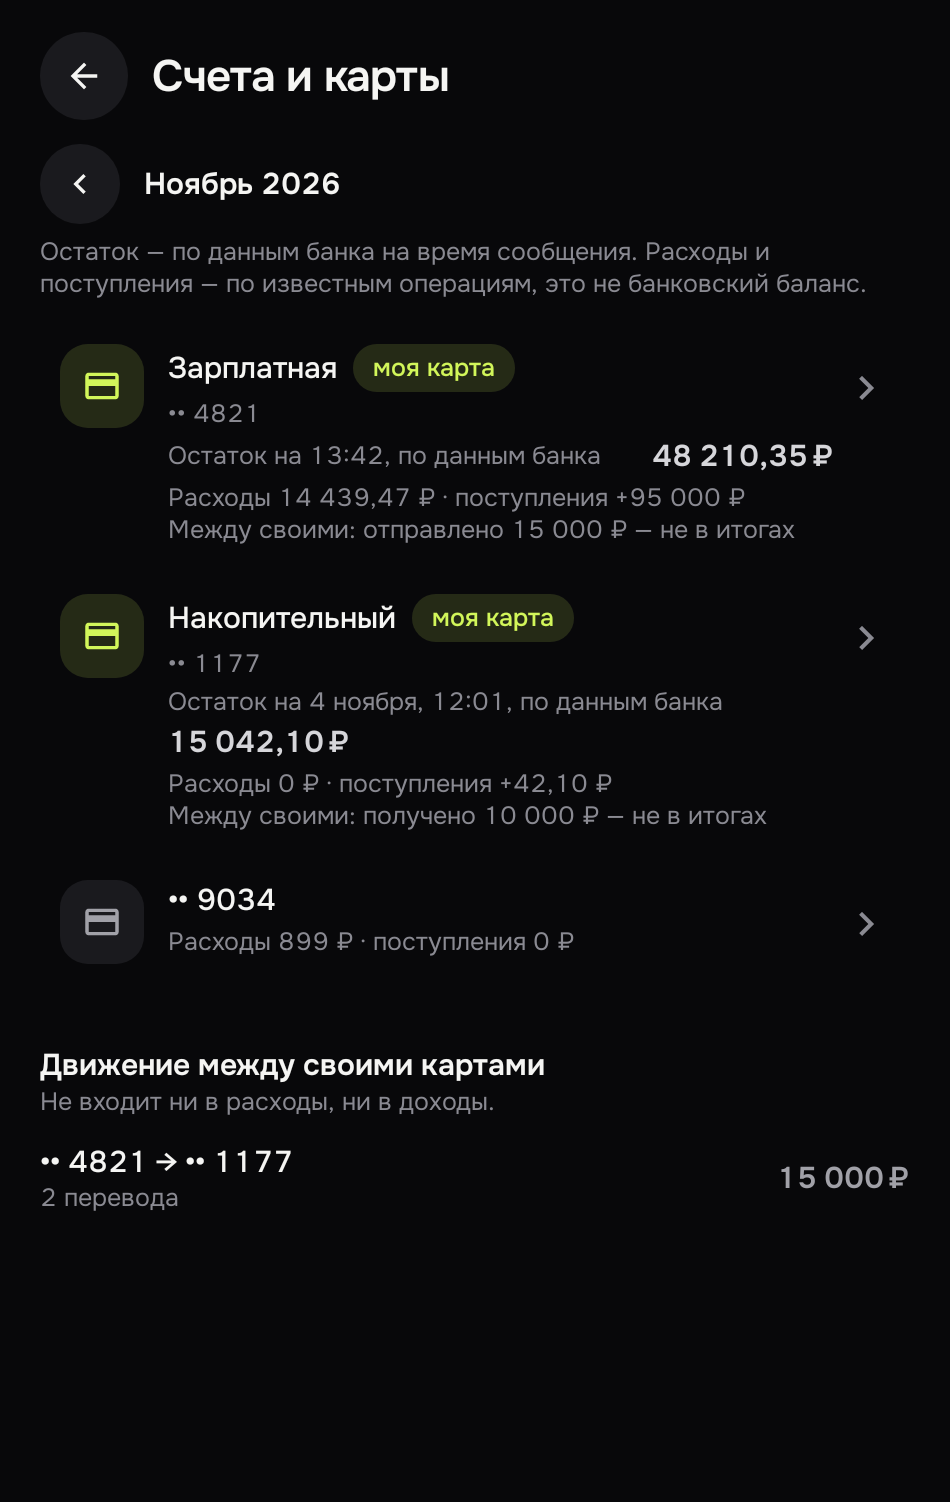 Счета и карты
Ноябрь 2026
Остаток — по данным банка на время сообщения. Расходы и
поступления — по известным операциям, это не банковский баланс.
Зарплатная моя карта
•• 4821
Остаток на 13:42, по данным банка 48 210,35 ₽
Расходы 14 439,47 ₽ · поступления +95 000 ₽
Между своими: отправлено 15 000 ₽ — не в итогах
Накопительный моя карта
•• 1177
Остаток на 4 ноября, 12:01, по данным банка
15 042,10 ₽
Расходы 0 ₽ · поступления +42,10 ₽
Между своими: получено 10 000 ₽ — не в итогах
•• 9034
Расходы 899 ₽ · поступления 0 ₽
Движение между своими картами
Не входит ни в расходы, ни в доходы.
•• 4821 → •• 1177
2 перевода
15 000 ₽